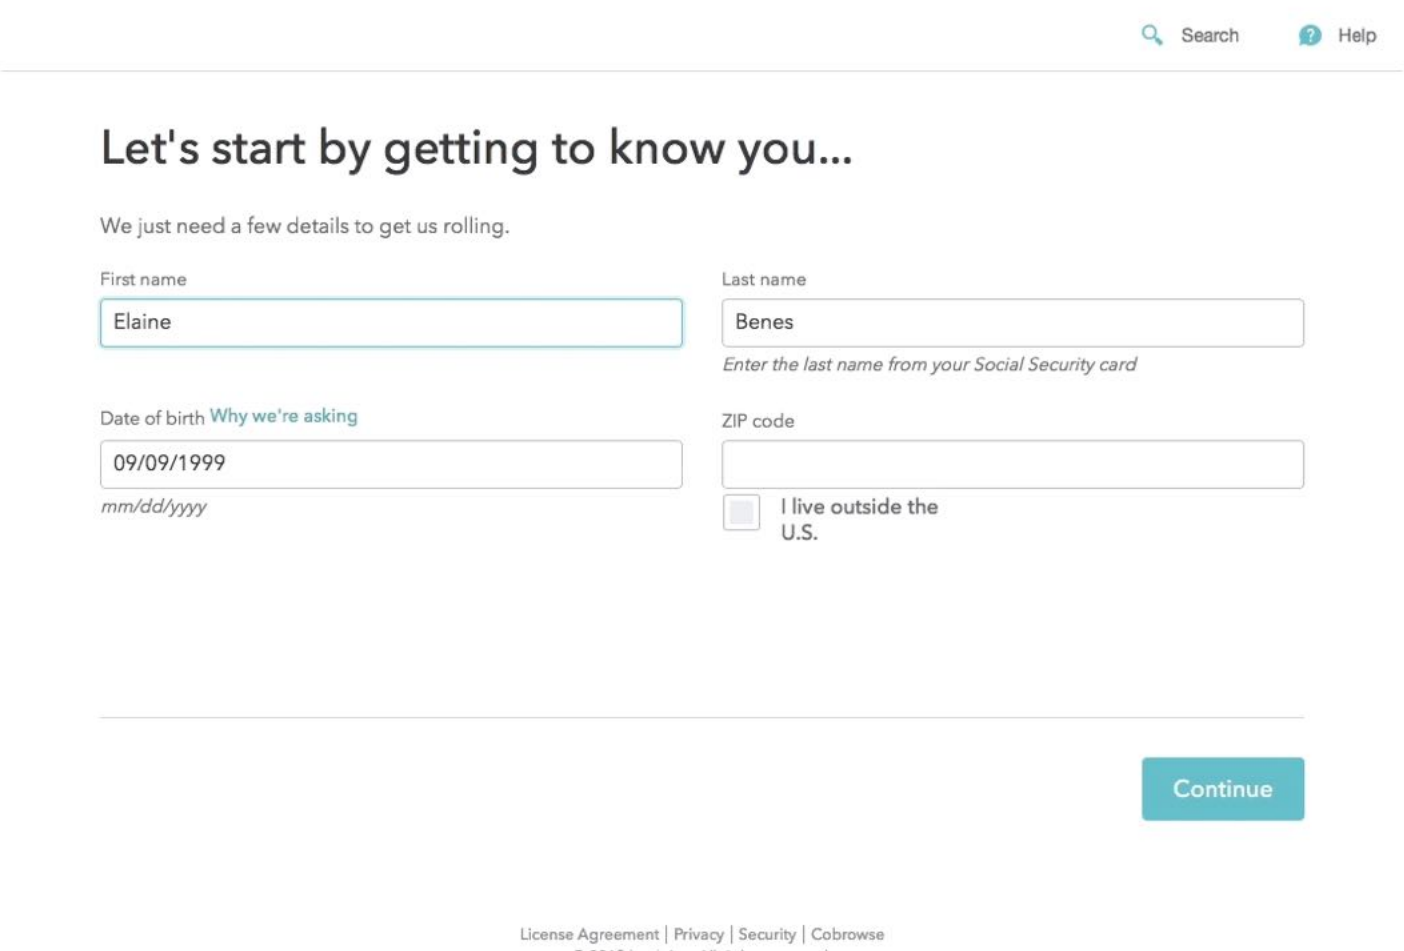 Search Help
Let's start by getting to know you...
We just need a few details to get us rolling.
First name
Elaine
Last name
Benes
Enter the last name from your Social Security card
Date of birth Why we're asking
09/09/1999
mm/dd/yyyy
ZIP code
I live outside the
U.S.
Continue
License Agreement | Privacy | Security | Cobrowse